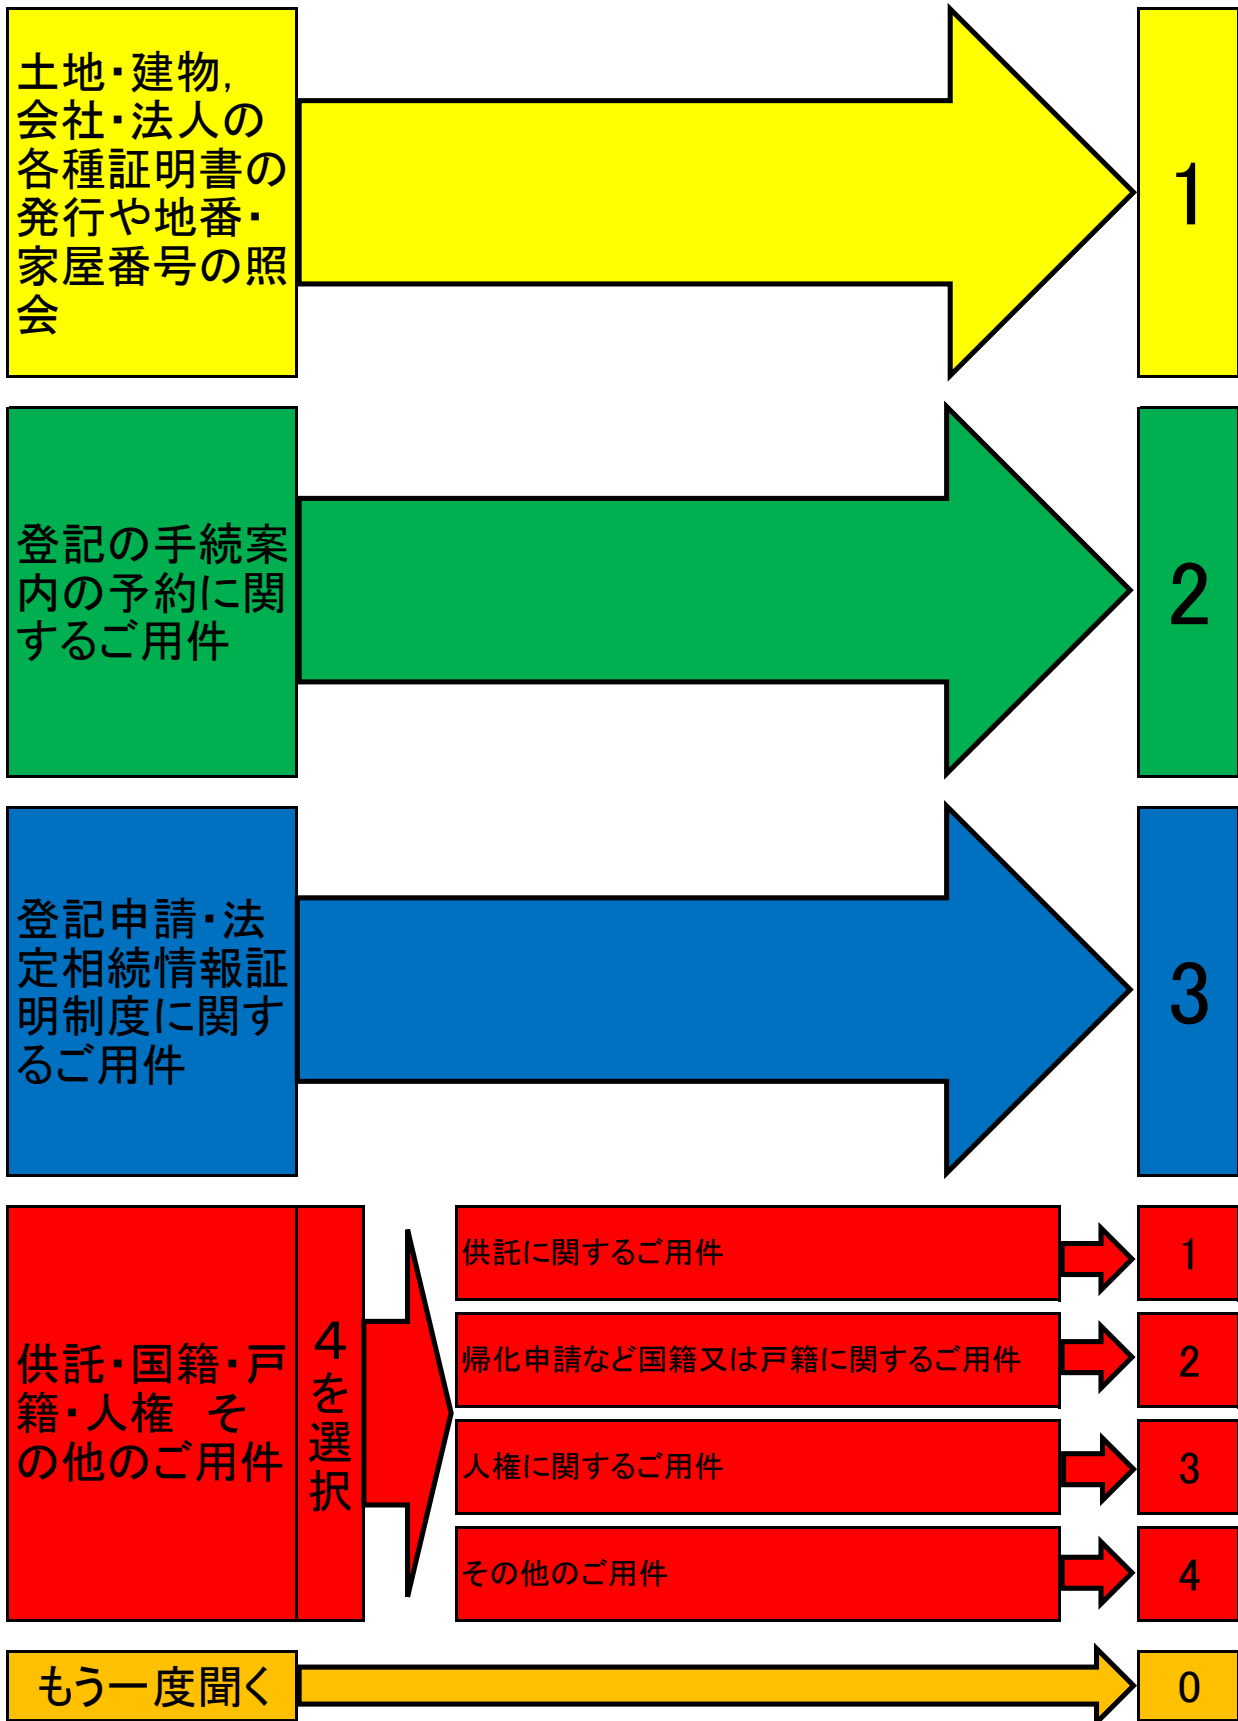 土地・建物,
会社・法人の
各種証明書の
発行や地番・
家屋番号の照
会
1
登記の手続案
内の予約に関
するご用件
2
登記申請・法
定相続情報証
明制度に関す
るご用件
3
供託・国籍・戸
籍・人権　そ
の他のご用件
４を選択
供託に関するご用件
1
帰化申請など国籍又は戸籍に関するご用件
2
人権に関するご用件
3
その他のご用件
4
もう一度聞く
0